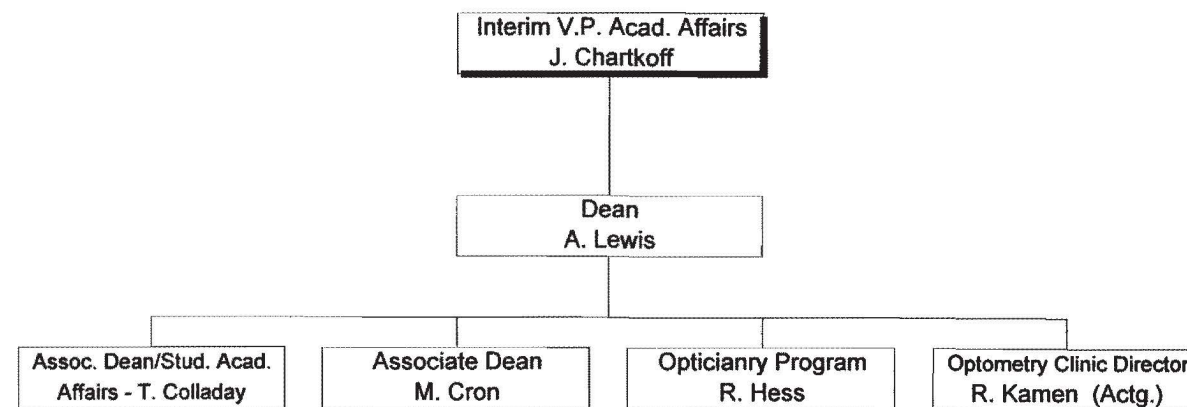 Interim V.P. Acad. Affairs
J. Chartkoff
Dean
A. Lewis
Assoc. Dean/Stud. Acad.
Affairs - T. Colladay
Associate Dean
M. Cron
Opticianry Program
R. Hess
Optometry Clinic Director
R. Kamen (Actg.)